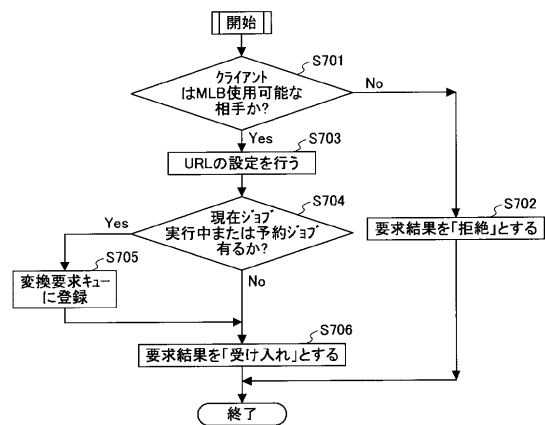 開始
S701
クライアント
はMLB使用可能な
相手か?
No
Yes
S703
URLの設定を行う
S704
現在ジョブ
実行中または予約ジョブ
有るか?
Yes
S702
要求結果を「拒絶」とする
S705
変換要求キュー
に登録
No
S706
要求結果を「受け入れ」とする
終了